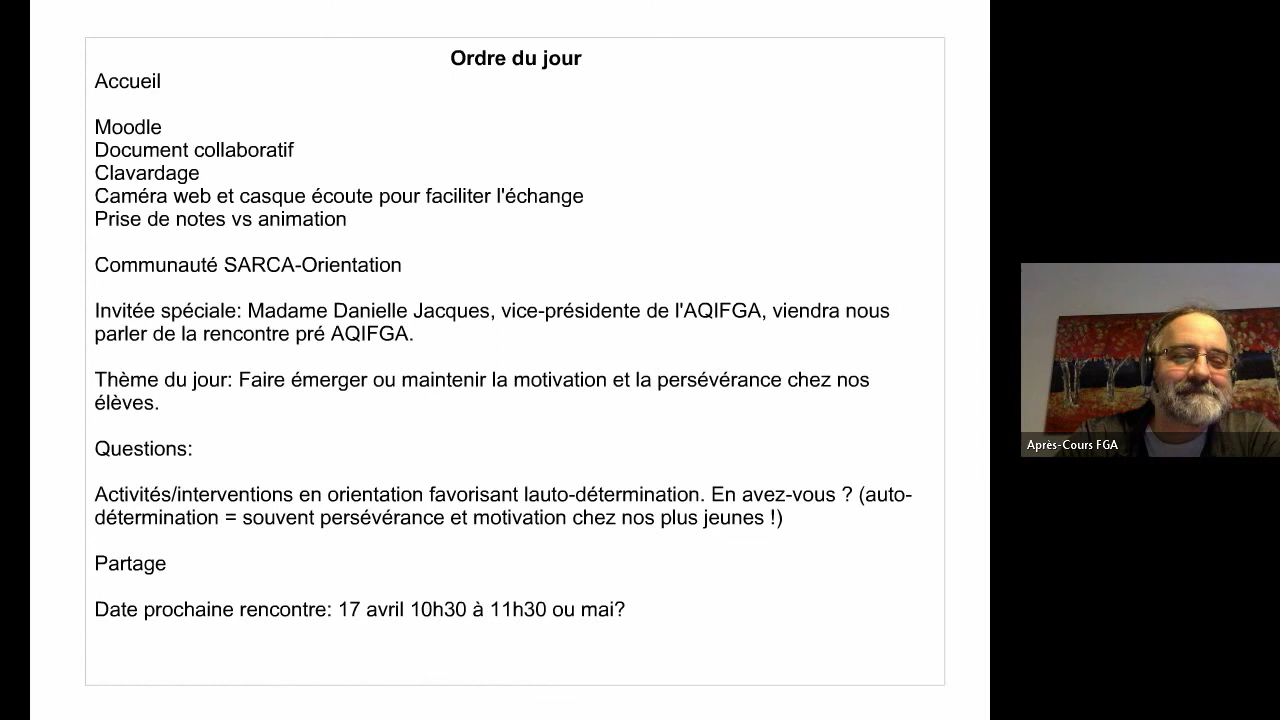 Ordre du jour
Accueil
Moodle
Document collaboratif
Clavardage
Caméra web et casque écoute pour faciliter l'échange
Prise de notes vs animation
Communauté SARCA-Orientation
Invitée spéciale: Madame Danielle Jacques, vice-présidente de l'AQIFGA, viendra nous
parler de la rencontre pré AQIFGA.
Thème du jour: Faire émerger ou maintenir la motivation et la persévérance chez nos
élèves.
Questions:
Activités/interventions en orientation favorisant lauto-détermination. En avez-vous ? (auto-
détermination = souvent persévérance et motivation chez nos plus jeunes !)
Partage
Date prochaine rencontre: 17 avril 10h30 à 11h30 ou mai?
Après-Cours FGA